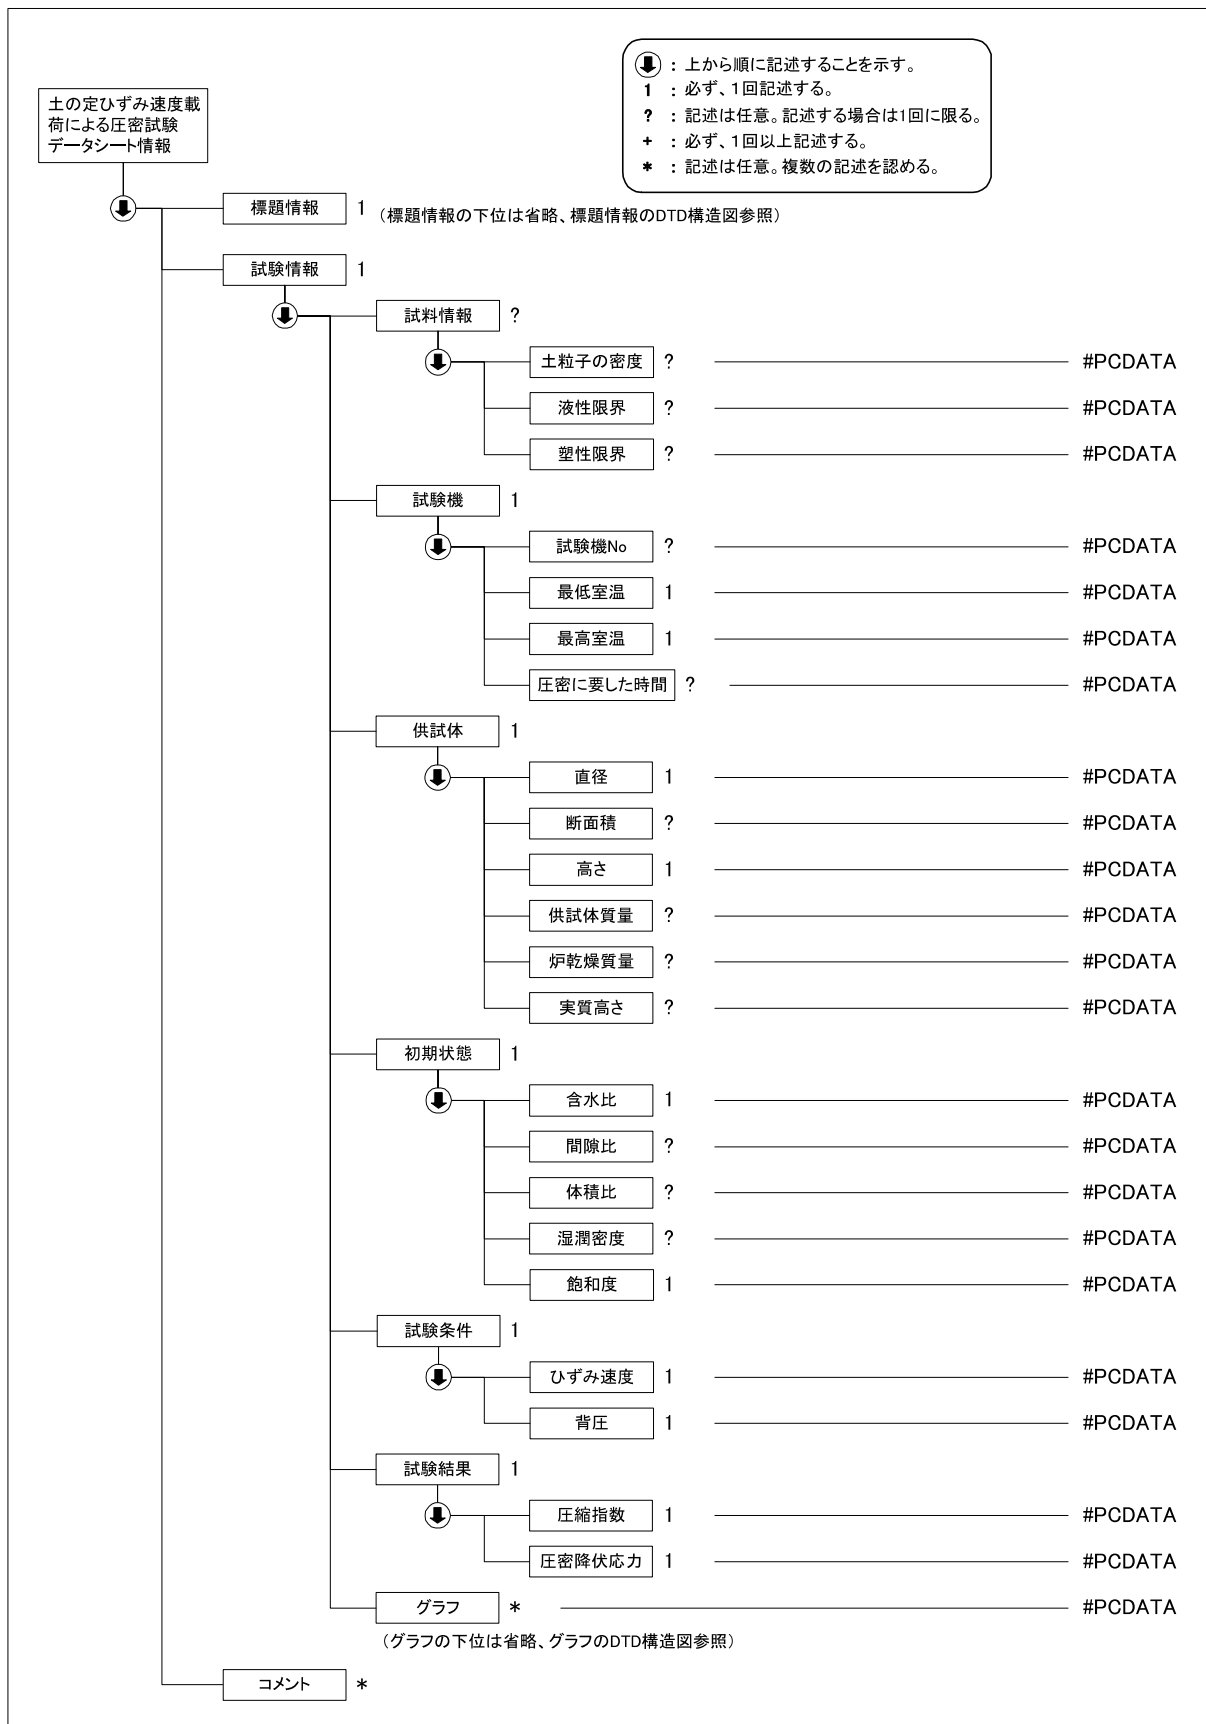 : 上から順に記述することを示す。
1 : 必ず、1回記述する。
? : 記述は任意。記述する場合は1回に限る。
+ : 必ず、1回以上記述する。
* : 記述は任意。複数の記述を認める。
土の定ひずみ速度載
荷による圧密試験
データシート情報
標題情報 1 (標題情報の下位は省略、標題情報のDTD構造図参照)
試験情報 1
試料情報 ?
土粒子の密度 ? #PCDATA
液性限界 ? #PCDATA
塑性限界 ? #PCDATA
試験機 1
試験機No ? #PCDATA
最低室温 1 #PCDATA
最高室温 1 #PCDATA
圧密に要した時間 ? #PCDATA
供試体 1
直径 1 #PCDATA
断面積 ? #PCDATA
高さ 1 #PCDATA
供試体質量 ? #PCDATA
炉乾燥質量 ? #PCDATA
実質高さ ? #PCDATA
初期状態 1
含水比 1 #PCDATA
間隙比 ? #PCDATA
体積比 ? #PCDATA
湿潤密度 ? #PCDATA
飽和度 1 #PCDATA
試験条件 1
ひずみ速度 1 #PCDATA
背圧 1 #PCDATA
試験結果 1
圧縮指数 1 #PCDATA
圧密降伏応力 1 #PCDATA
グラフ * #PCDATA
(グラフの下位は省略、グラフのDTD構造図参照)
コメント *